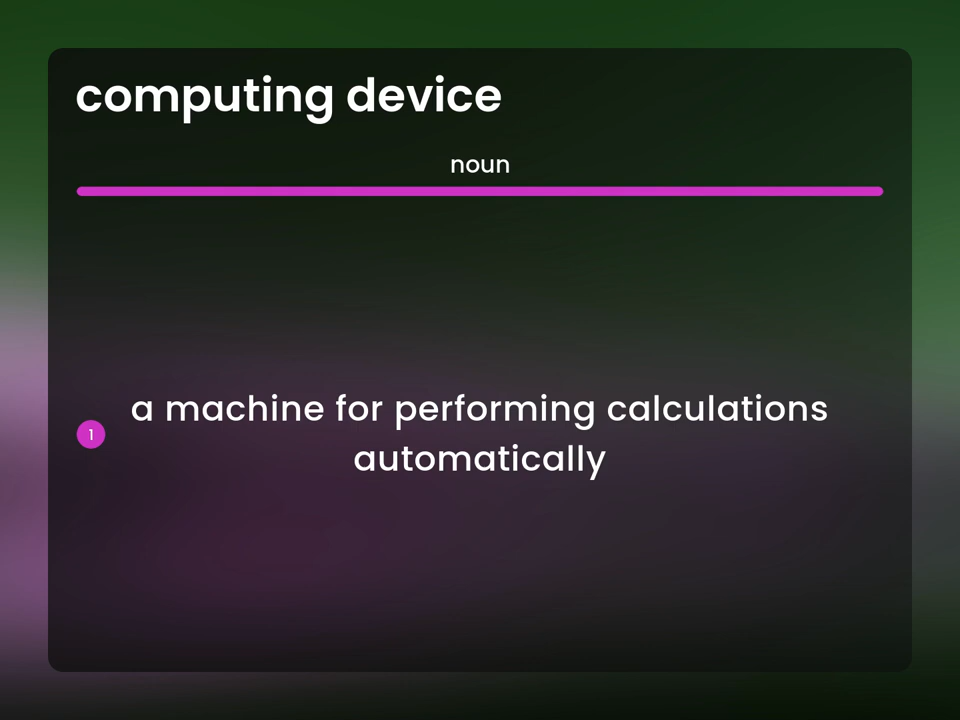 computing device
noun
1
a machine for performing calculations
automatically